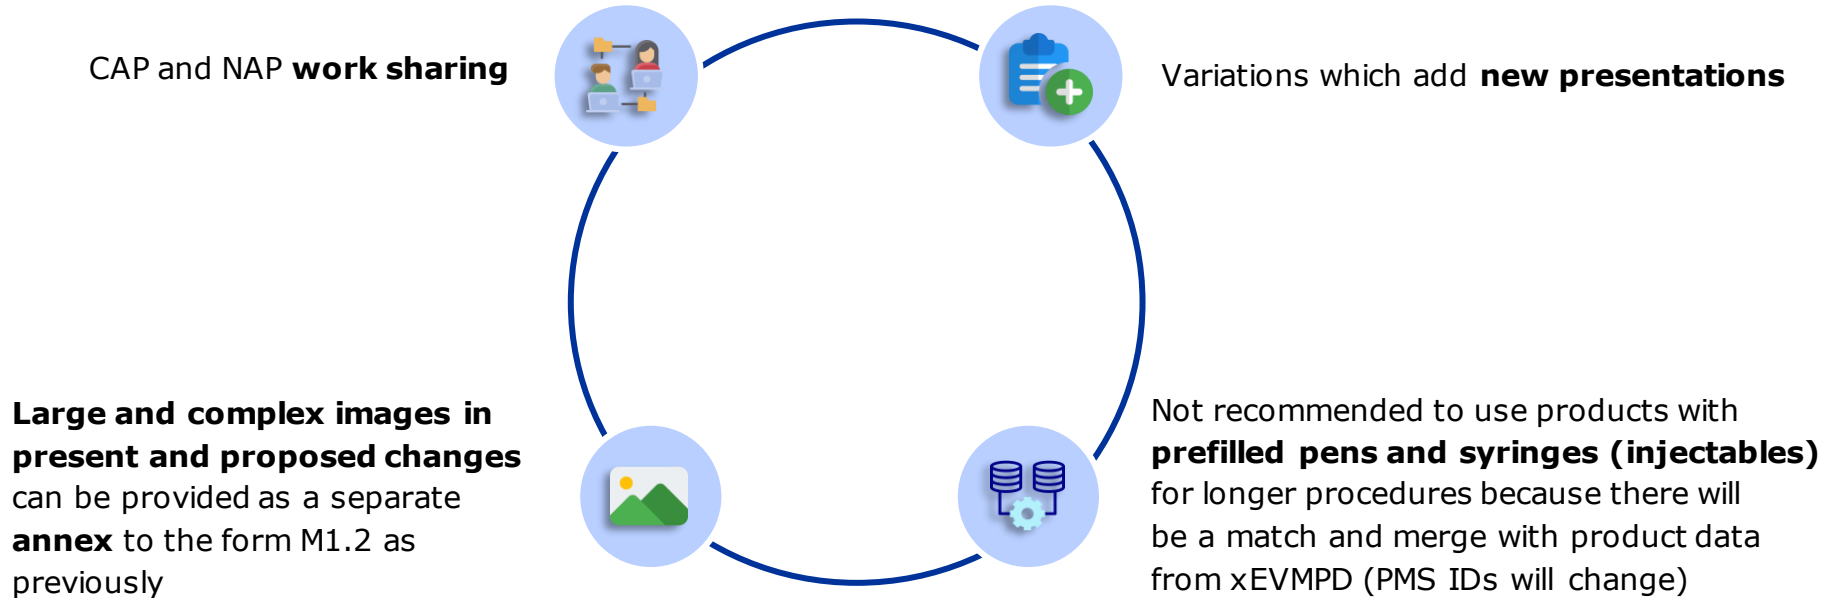 CAP and NAP work sharing
Variations which add new presentations
Large and complex images in
present and proposed changes
can be provided as a separate
annex to the form M1.2 as
previously
Not recommended to use products with
prefilled pens and syringes (injectables)
for longer procedures because there will
be a match and merge with product data
from xEVMPD (PMS IDs will change)